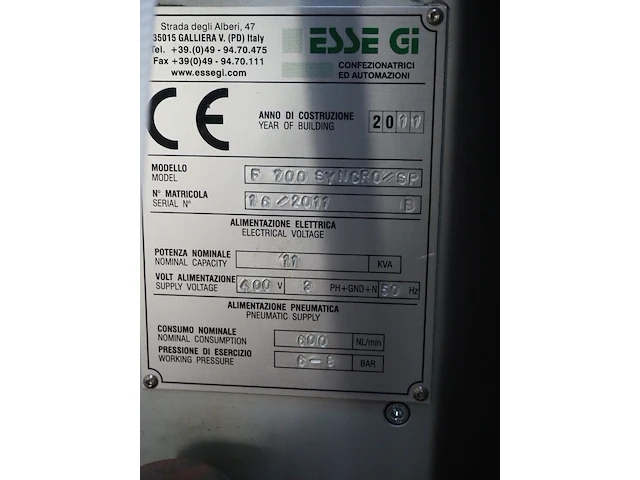 Strada degli Alberi, 47
35015 GALLIERA V. (PD) Italy
Tel. +39.(0)49 - 94.70.475
Fax +39(0)49 - 94.70.111
www.essegi.com
ESSE GI
CONFEZIONATRICI
ED AUTOMAZIONI
CE
ANNO DI COSTRUZIONE
YEAR OF BUILDING
2011
MODELLO
MODEL
F 700 SYNCRO/SP
N° MATRICOLA
SERIAL N°
16/2011
ALIMENTAZIONE ELETTRICA
ELECTRICAL VOLTAGE
POTENZA NOMINALE
NOMINAL CAPACITY
11 KVA
VOLT ALIMENTAZIONE
SUPPLY VOLTAGE
400 V PH+GND+N 50 Hz
ALIMENTAZIONE PNEUMATICA
PNEUMATIC SUPPLY
CONSUMO NOMINALE
NOMINAL CONSUMPTION
600 NL/min
PRESSIONE DI ESERCIZIO
WORKING PRESSURE
BAR